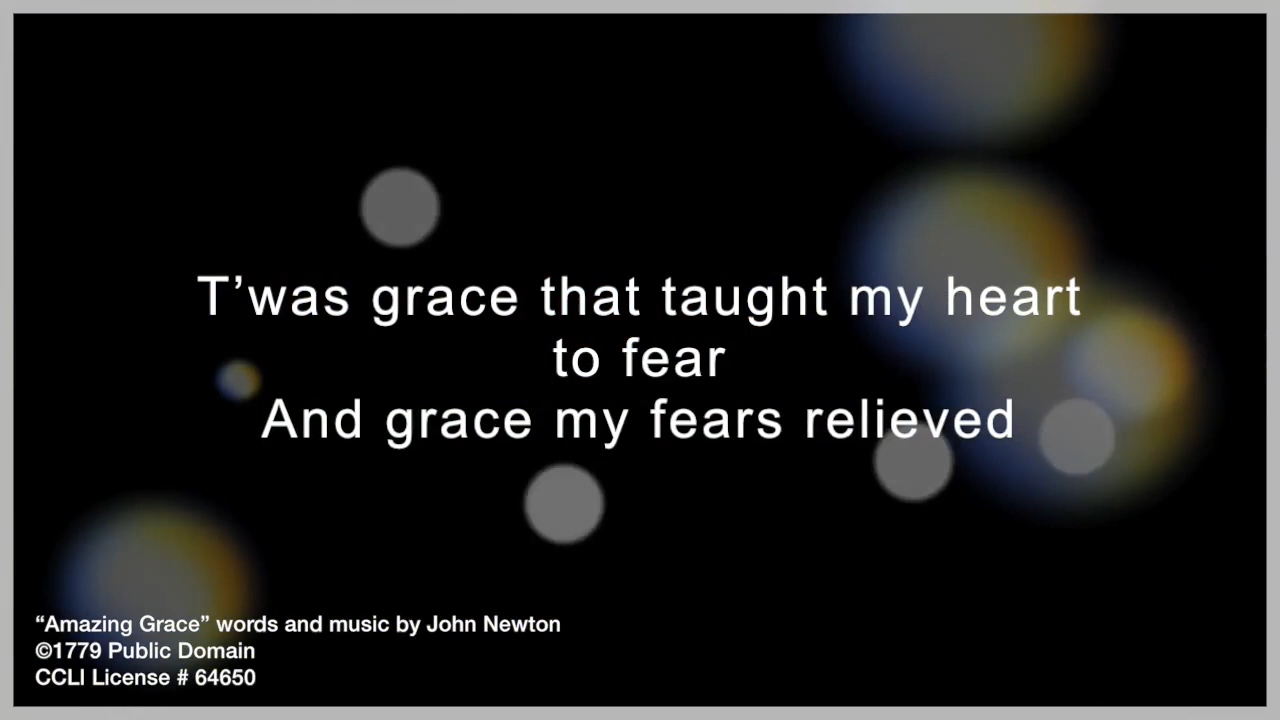 T’was grace that taught my heart
to fear
And grace my fears relieved
“Amazing Grace” words and music by John Newton
©1779 Public Domain
CCLI License # 64650